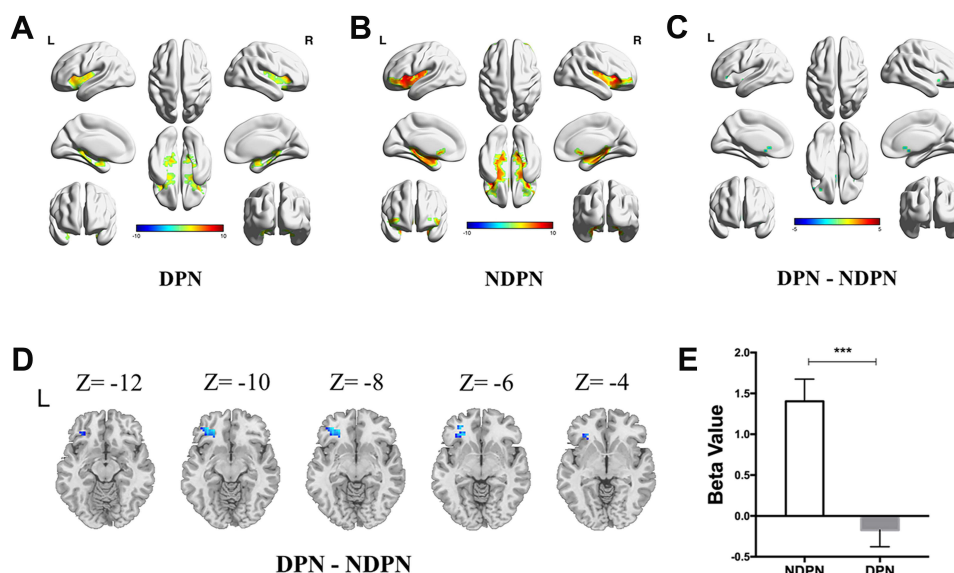 A
B
C
L
R
L
R
L
-10
10
-10
10
-5
5
DPN
NDPN
DPN - NDPN
D
E
Z= -12
Z= -10
Z= -8
Z= -6
Z= -4
L
DPN - NDPN
Beta Value
2.0
1.5
1.0
0.5
0.0
-0.5
***
NDPN
DPN